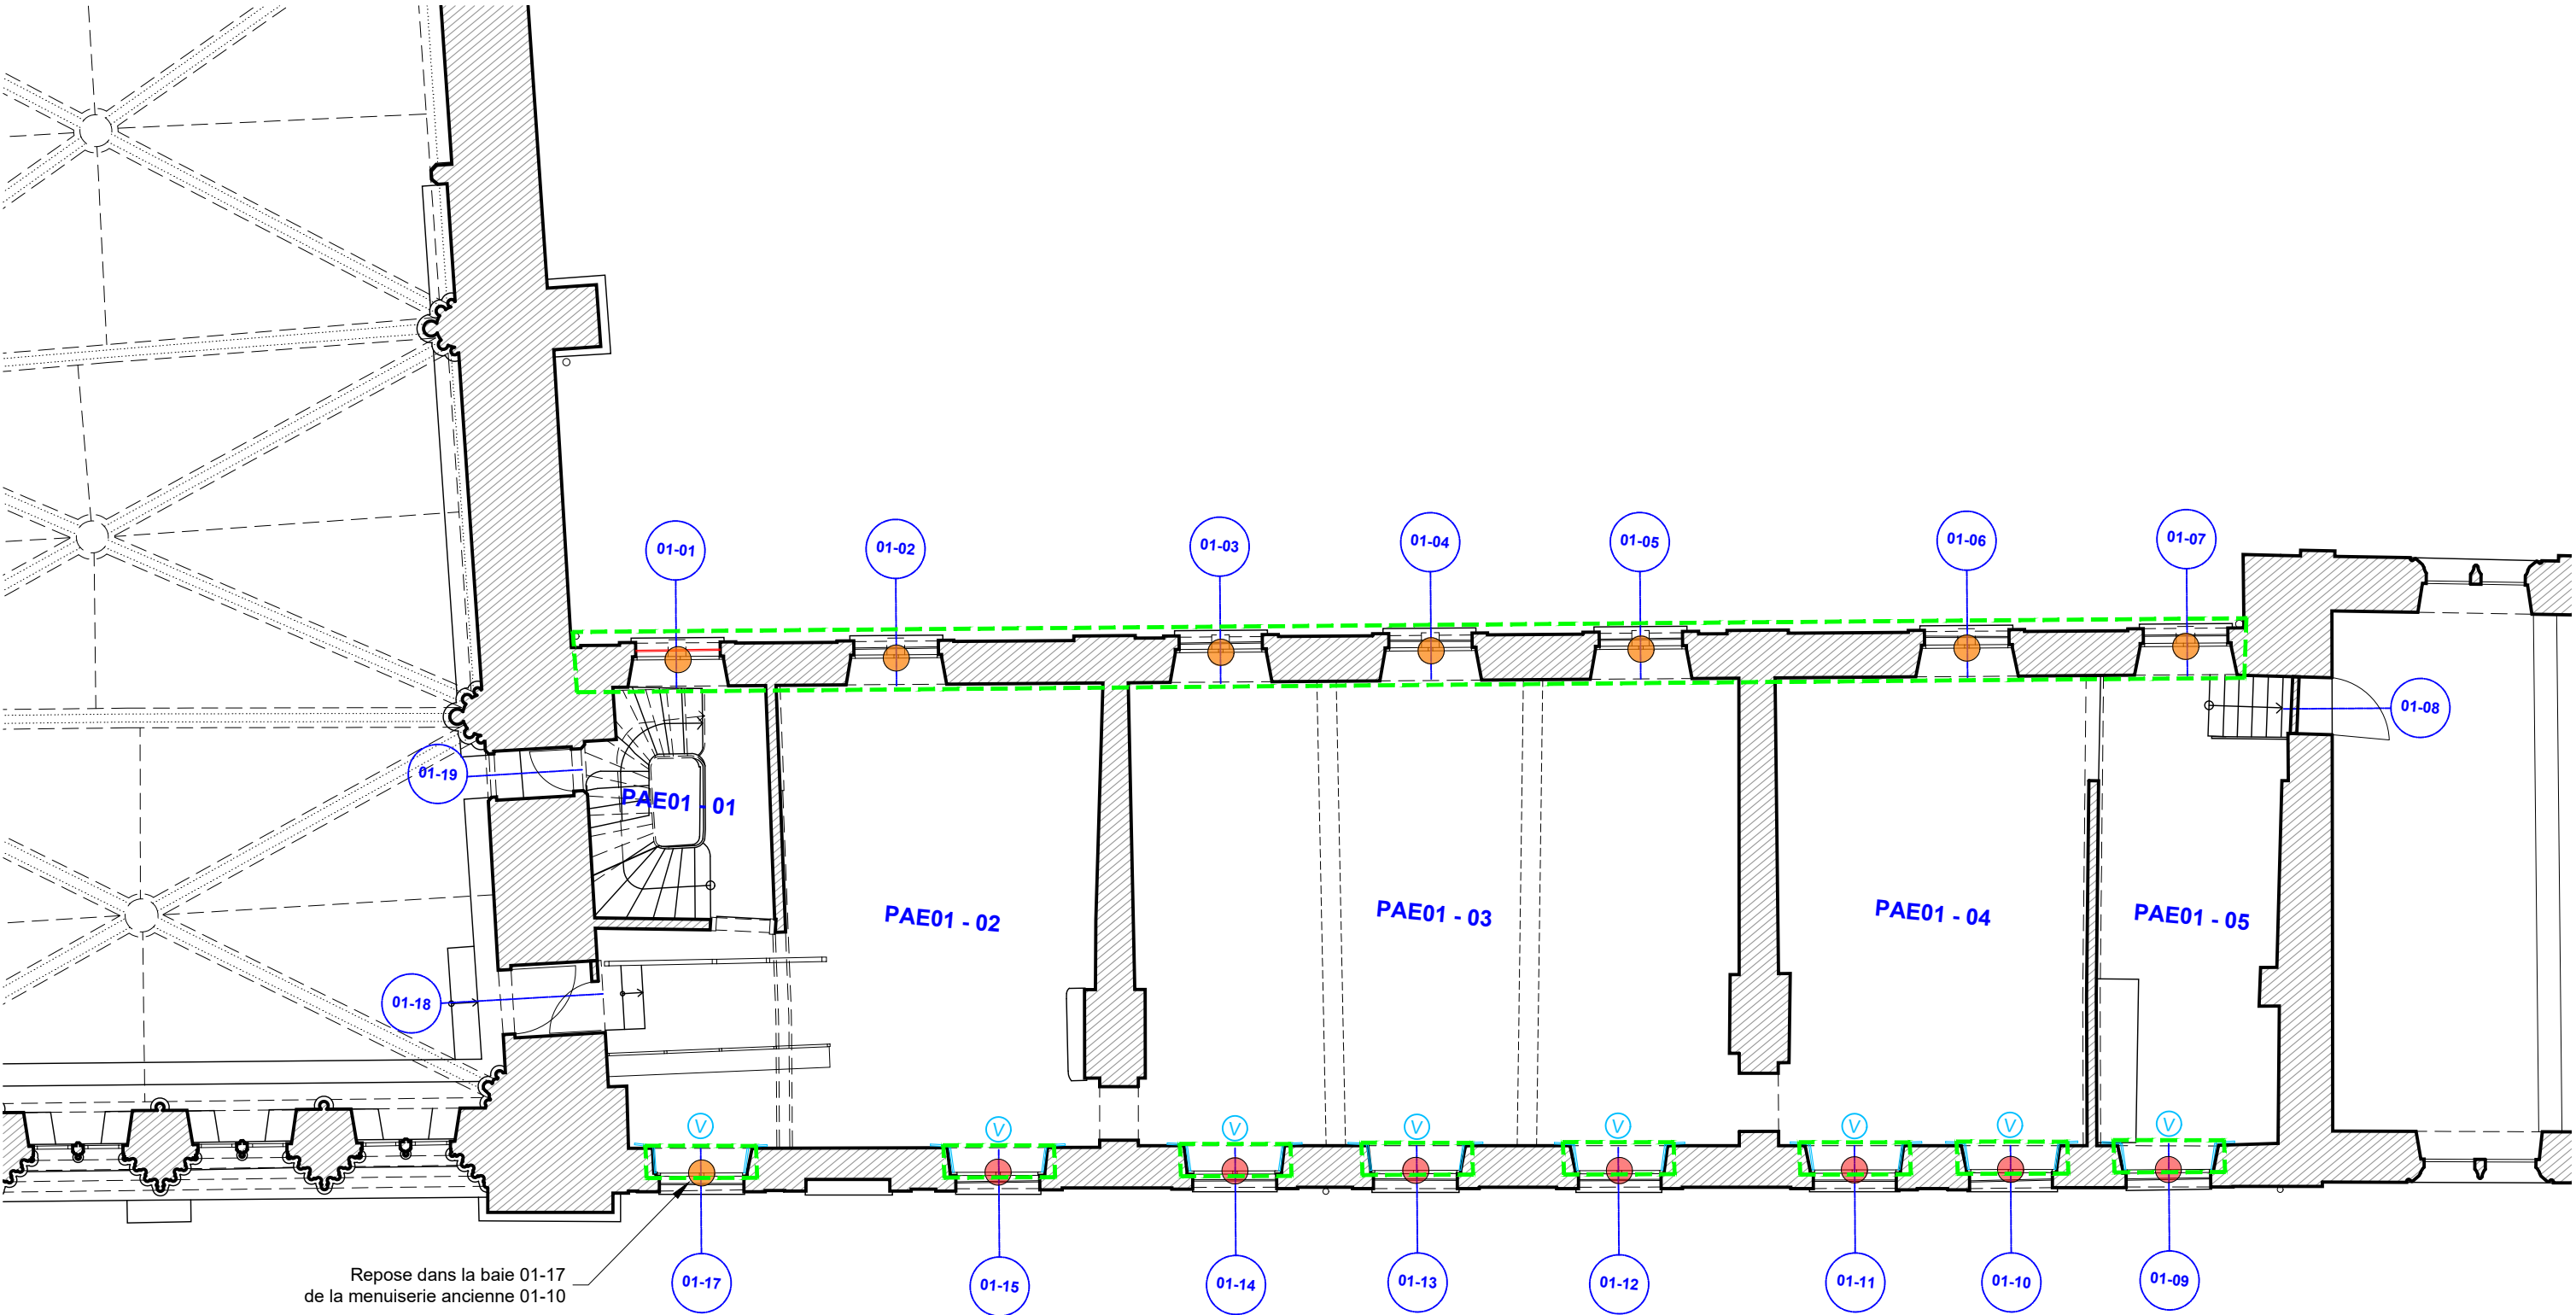 01-01
01-02
01-03
01-04
01-05
01-06
01-07
01-08
01-19
PAE01 - 01
PAE01 - 02
PAE01 - 03
PAE01 - 04
PAE01 - 05
01-18
V
V
V
V
V
V
V
V
Repose dans la baie 01-17
de la menuiserie ancienne 01-10
01-17
01-15
01-14
01-13
01-12
01-11
01-10
01-09